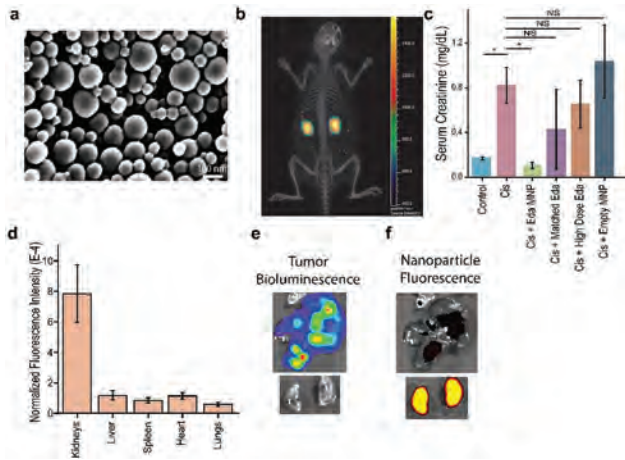 a
b
c
NS
NS
NS
*
*
Serum Creatinine (mg/dL)
1.2
0.8
0.4
0.0
Control
Cis
Cis + Eda MNP
Cis + Matched Eda
Cis + High Dose Eda
Cis + Empty MNP
d
Normalized Fluorescence Intensity (E-4)
10
8
6
4
2
0
Kidneys
Liver
Spleen
Heart
Lungs
e
Tumor
Bioluminescence
f
Nanoparticle
Fluorescence